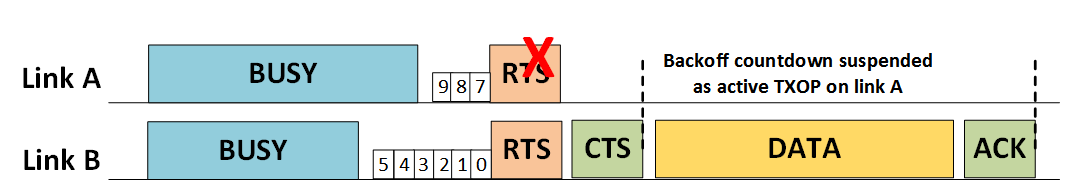 Link A BUSY 9 8 7 RTS X Backoff countdown suspended
as active TXOP on link A
Link B BUSY 5 4 3 2 1 0 RTS CTS DATA ACK